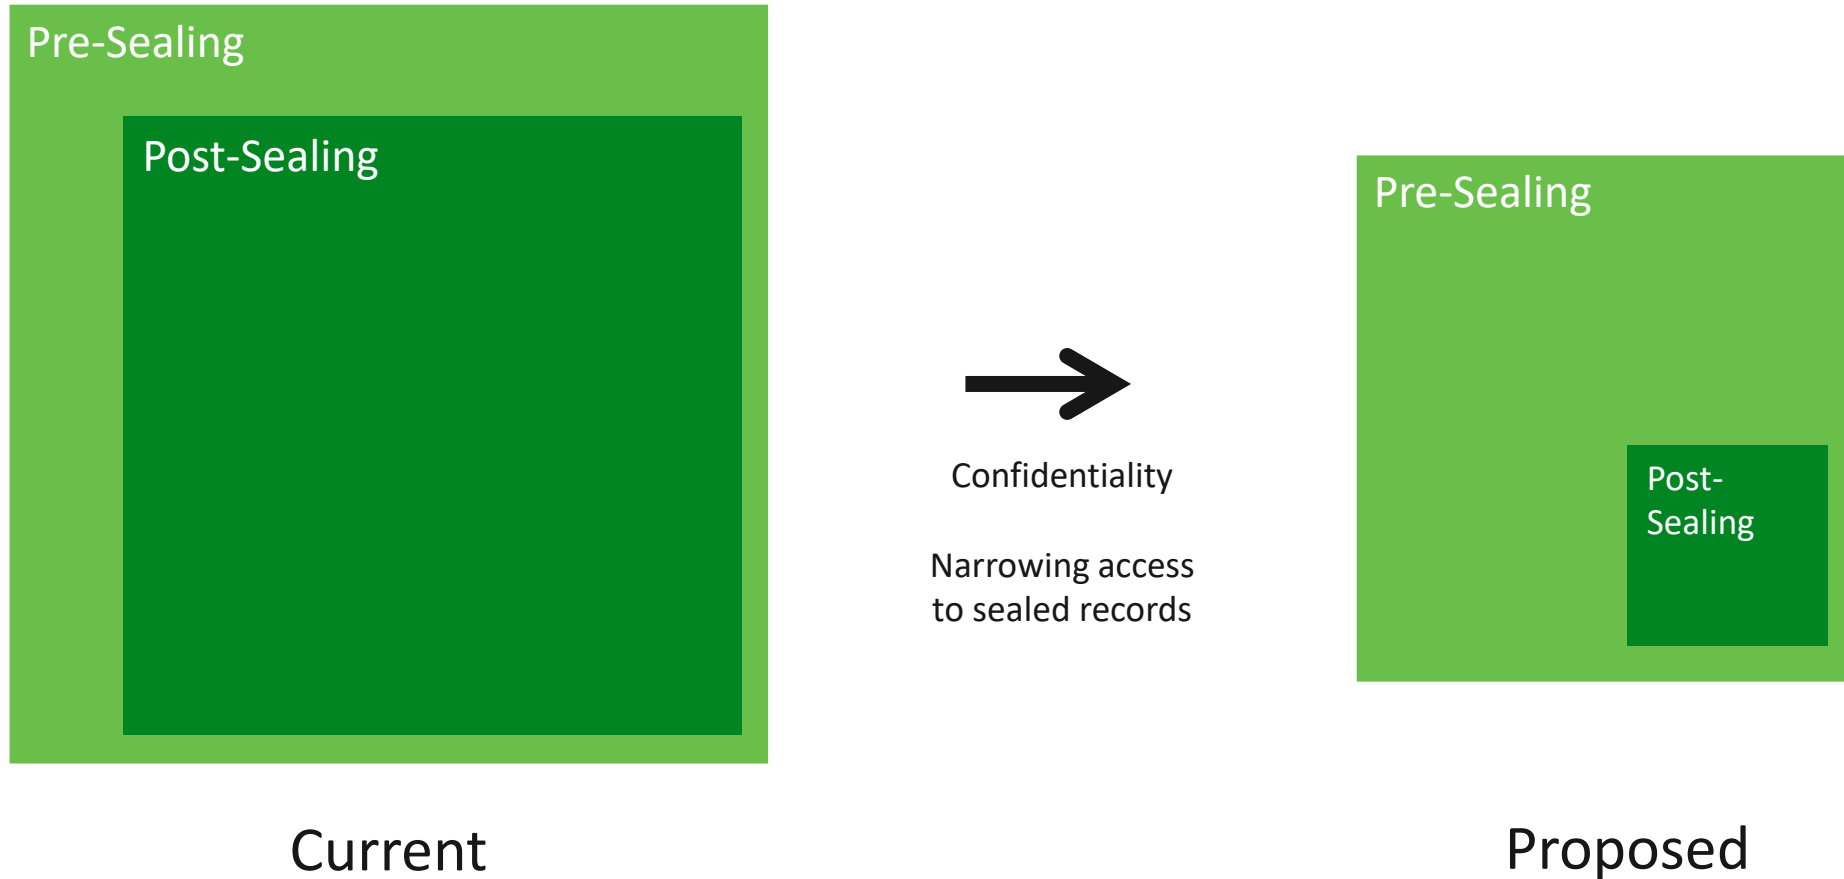 Pre-Sealing
Post-Sealing
Confidentiality
Narrowing access
to sealed records
Pre-Sealing
Post-
Sealing
Current
Proposed